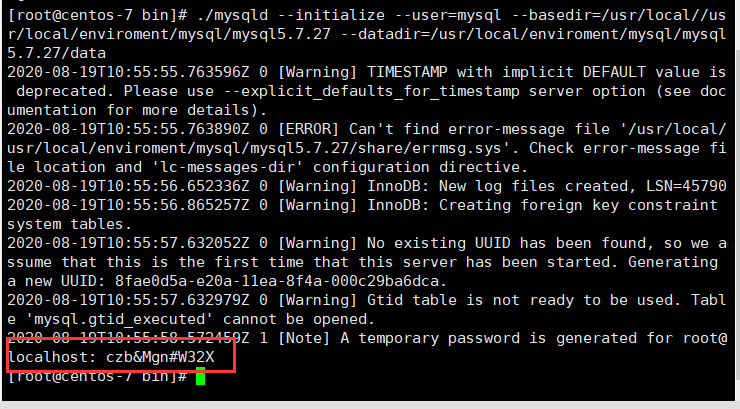 [root@centos-7 bin]# ./mysqld --initialize --user=mysql --basedir=/usr/local//us
r/local/enviroment/mysql/mysql5.7.27 --datadir=/usr/local/enviroment/mysql/mysql
5.7.27/data
2020-08-19T10:55:55.763596Z 0 [Warning] TIMESTAMP with implicit DEFAULT value is
 deprecated. Please use --explicit_defaults_for_timestamp server option (see doc
umentation for more details).
2020-08-19T10:55:55.763890Z 0 [ERROR] Can't find error-message file '/usr/local/
usr/local/enviroment/mysql/mysql5.7.27/share/errmsg.sys'. Check error-message fi
le location and 'lc-messages-dir' configuration directive.
2020-08-19T10:55:56.652336Z 0 [Warning] InnoDB: New log files created, LSN=45790
2020-08-19T10:55:56.865257Z 0 [Warning] InnoDB: Creating foreign key constraint
system tables.
2020-08-19T10:55:57.632052Z 0 [Warning] No existing UUID has been found, so we a
ssume that this is the first time that this server has been started. Generating
a new UUID: 8fae0d5a-e20a-11ea-8f4a-000c29ba6dca.
2020-08-19T10:55:57.632979Z 0 [Warning] Gtid table is not ready to be used. Tabl
e 'mysql.gtid_executed' cannot be opened.
2020-08-19T10:55:58.572459Z 1 [Note] A temporary password is generated for root@
localhost: czb&Mgn#W32X
[root@centos-7 bin]#